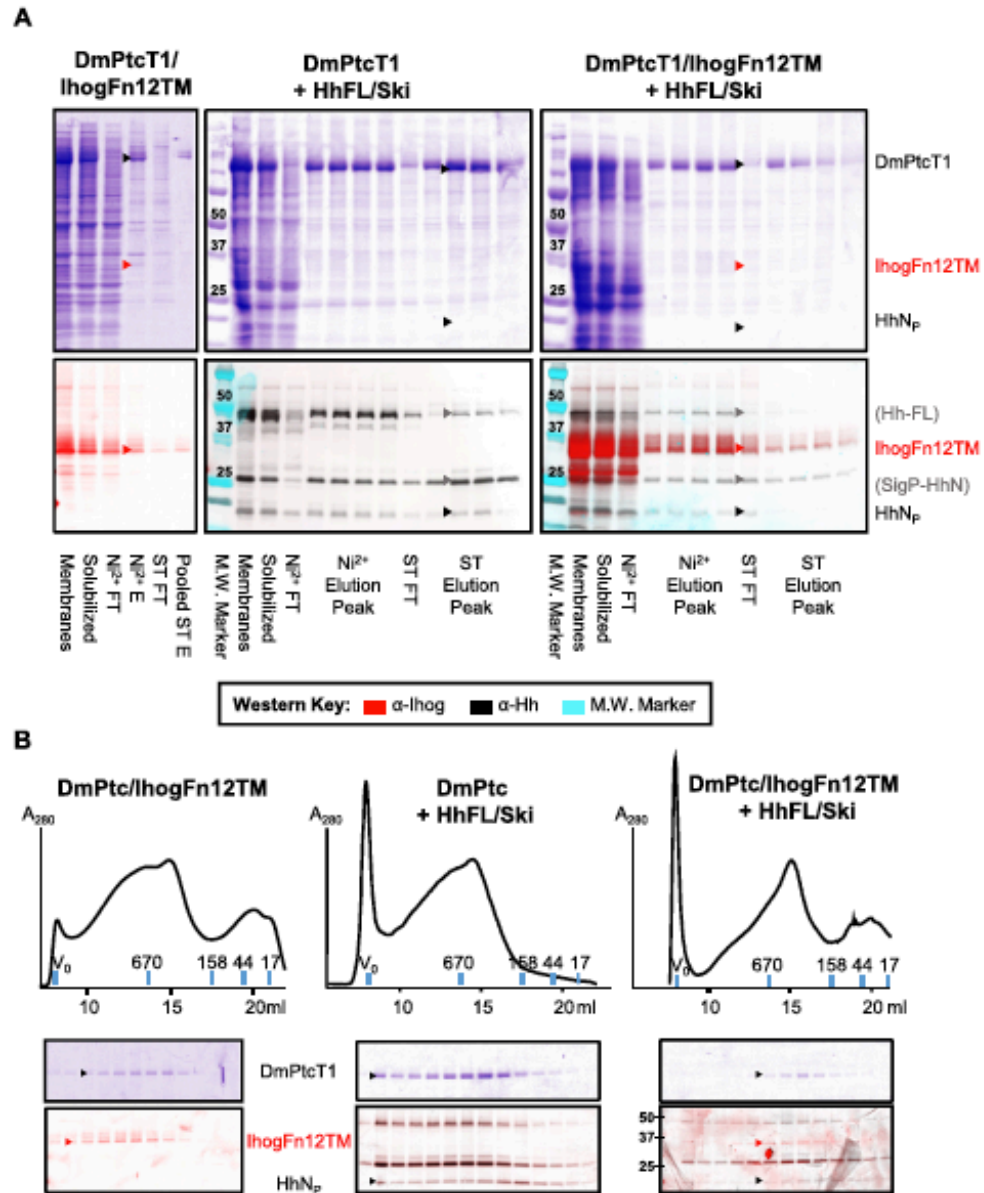 A
DmPtcT1/
IhogFn12TM
DmPtcT1
+ HhFL/Ski
DmPtcT1/IhogFn12TM
+ HhFL/Ski
50
37
25
50
37
25
DmPtcT1
IhogFn12TM
HhNP
50
37
25
50
37
25
(Hh-FL)
IhogFn12TM
(SigP-HhN)
HhNP
Membranes
Solubilized
Ni2+ FT
Ni2+ E
ST FT
Pooled ST E
M.W. Marker
Membranes
Solubilized
Ni2+ FT
Ni2+
Elution
Peak
ST FT
ST
Elution
Peak
M.W. Marker
Membranes
Solubilized
Ni2+ FT
Ni2+
Elution
Peak
ST FT
ST
Elution
Peak
Western Key: α-Ihog α-Hh M.W. Marker
B
DmPtc/IhogFn12TM
DmPtc
+ HhFL/Ski
DmPtc/IhogFn12TM
+ HhFL/Ski
A280
A280
A280
V0 670 158 44 17
10 15 20ml
V0 670 158 44 17
10 15 20 ml
V0 670 158 44 17
10 15 20 ml
DmPtcT1
IhogFn12TM
HhNP
50
37
25